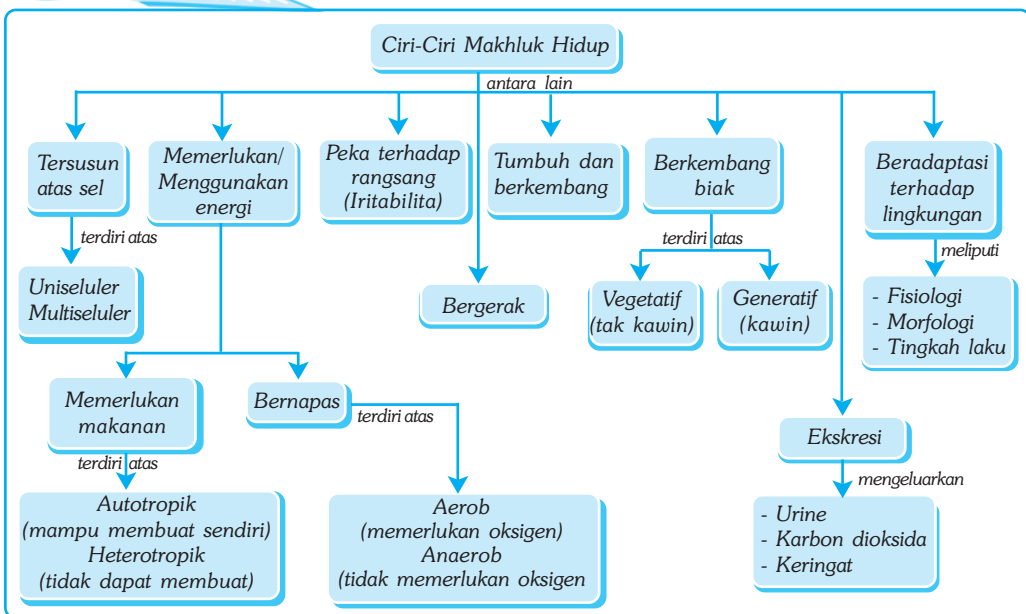 Ciri-Ciri Makhluk Hidup
antara lain
Tersusun
atas sel
Memerlukan/
Menggunakan
energi
Peka terhadap
rangsang
(Iritabilita)
Tumbuh dan
berkembang
Berkembang
biak
Beradaptasi
terhadap
lingkungan
terdiri atas
terdiri atas
meliputi
Uniseluler
Multiseluler
Bergerak
Vegetatif
(tak kawin)
Generatif
(kawin)
- Fisiologi
- Morfologi
- Tingkah laku
Memerlukan
makanan
Bernapas
terdiri atas
Ekskresi
terdiri atas
mengeluarkan
Autotropik
(mampu membuat sendiri)
Heterotropik
(tidak dapat membuat)
Aerob
(memerlukan oksigen)
Anaerob
(tidak memerlukan oksigen
- Urine
- Karbon dioksida
- Keringat